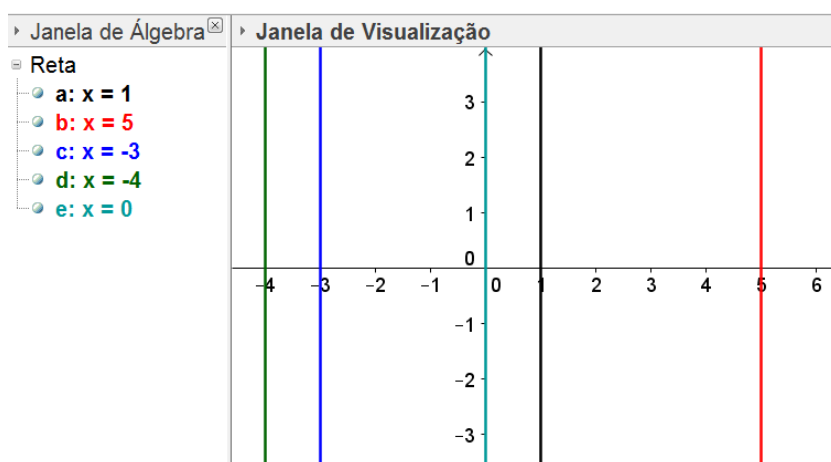 Janela de Álgebra
Janela de Visualização
Reta
a: x = 1
b: x = 5
c: x = -3
d: x = -4
e: x = 0
3
2
1
0
-4 -3 -2 -1 0 1 2 3 4 5 6
-1
-2
-3